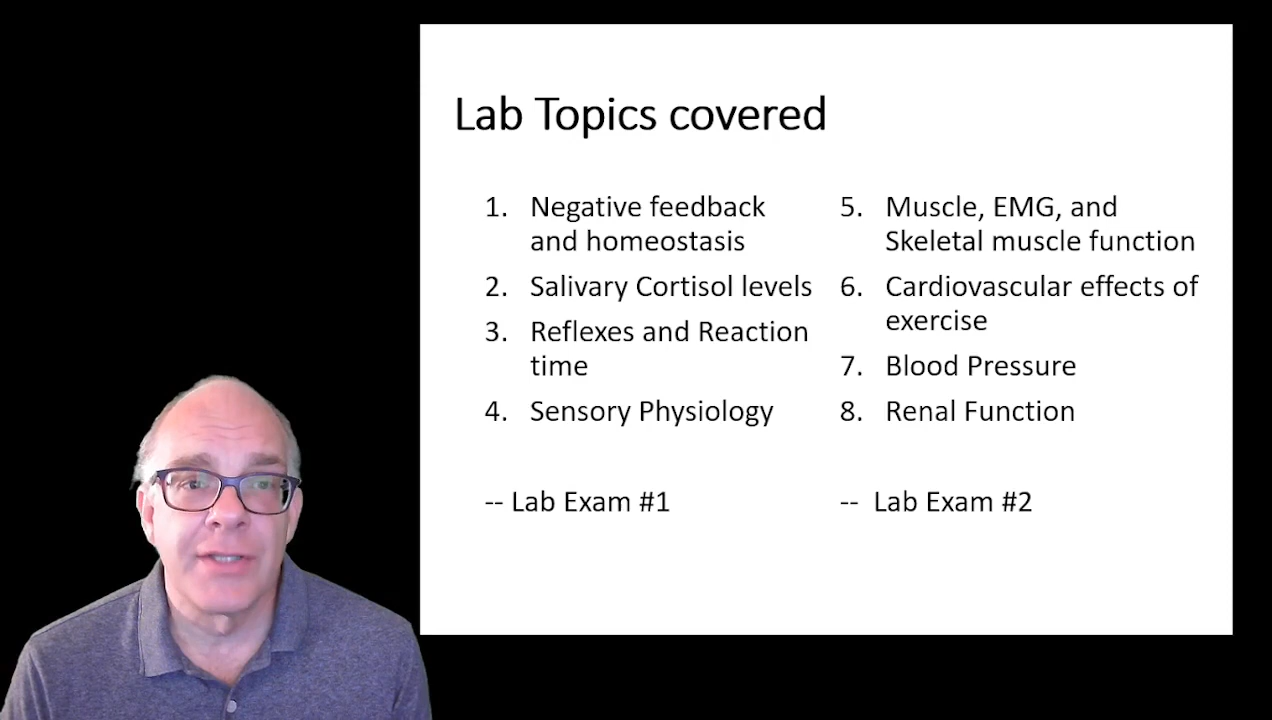 Lab Topics covered
1. Negative feedback
and homeostasis
2. Salivary Cortisol levels
3. Reflexes and Reaction
time
4. Sensory Physiology
-- Lab Exam #1
5. Muscle, EMG, and
Skeletal muscle function
6. Cardiovascular effects of
exercise
7. Blood Pressure
8. Renal Function
-- Lab Exam #2